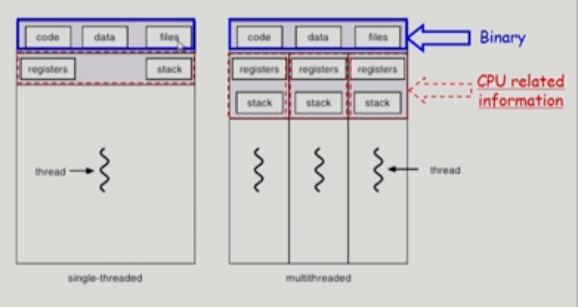 code data files
registers stack
thread
single-threaded
code data files
registers registers registers
stack stack stack
thread
multithreaded
Binary
CPU related
information